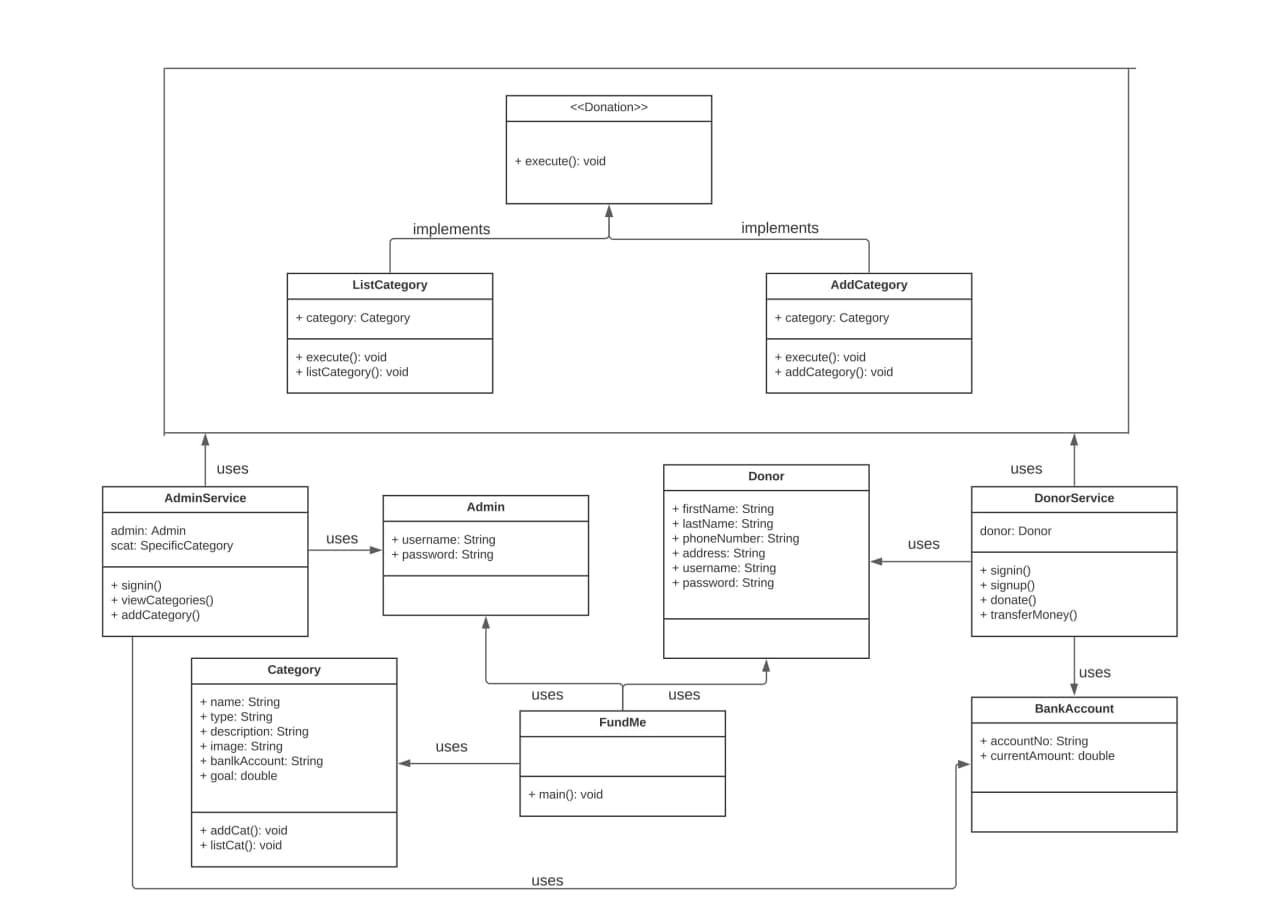 <<Donation>>
+ execute(): void
implements
implements
ListCategory
+ category: Category
+ execute(): void
+ listCategory(): void
AddCategory
+ category: Category
+ execute(): void
+ addCategory(): void
uses
uses
AdminService
admin: Admin
scat: SpecificCategory
+ signin()
+ viewCategories()
+ addCategory()
uses
Admin
+ username: String
+ password: String
Donor
+ firstName: String
+ lastName: String
+ phoneNumber: String
+ address: String
+ username: String
+ password: String
uses
DonorService
donor: Donor
+ signin()
+ signup()
+ donate()
+ transferMoney()
uses
Category
+ name: String
+ type: String
+ description: String
+ image: String
+ banlkAccount: String
+ goal: double
+ addCat(): void
+ listCat(): void
uses
uses
uses
FundMe
+ main(): void
BankAccount
+ accountNo: String
+ currentAmount: double
uses